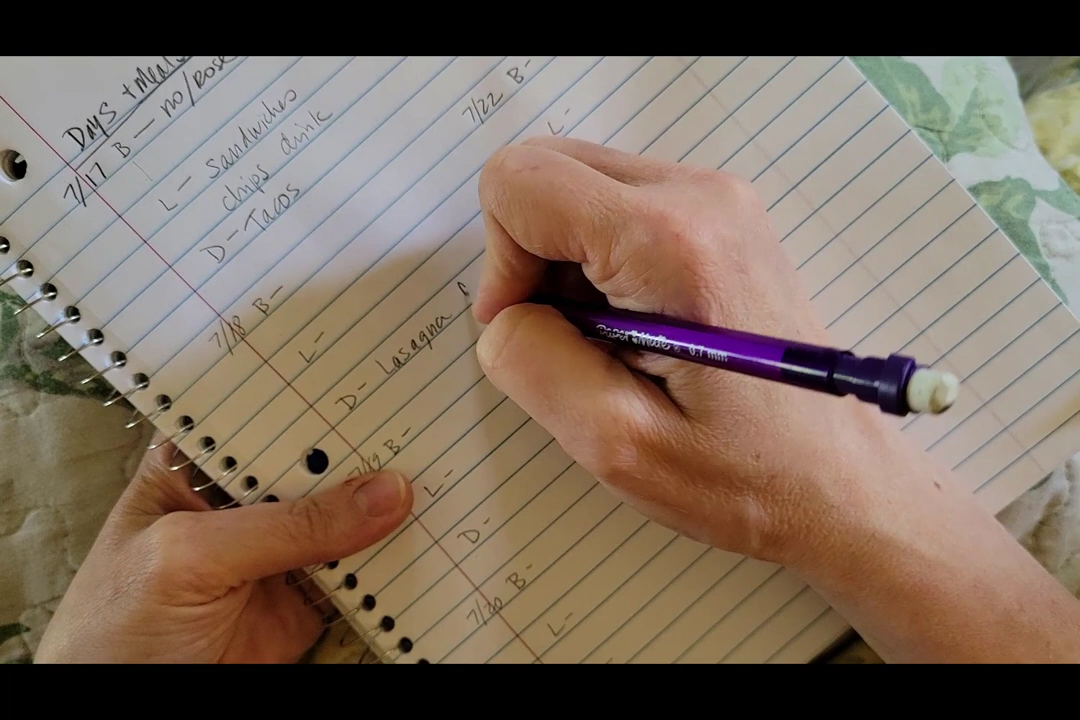 Days + Meals
7/17 B - no/rose
L - Sandwiches
chips drink
D - Tacos
7/18 B -
L -
D - Lasagna
7/19 B -
L -
D -
7/20 B -
L -
7/22 B -
L -
Paper Mate 0.7 mm